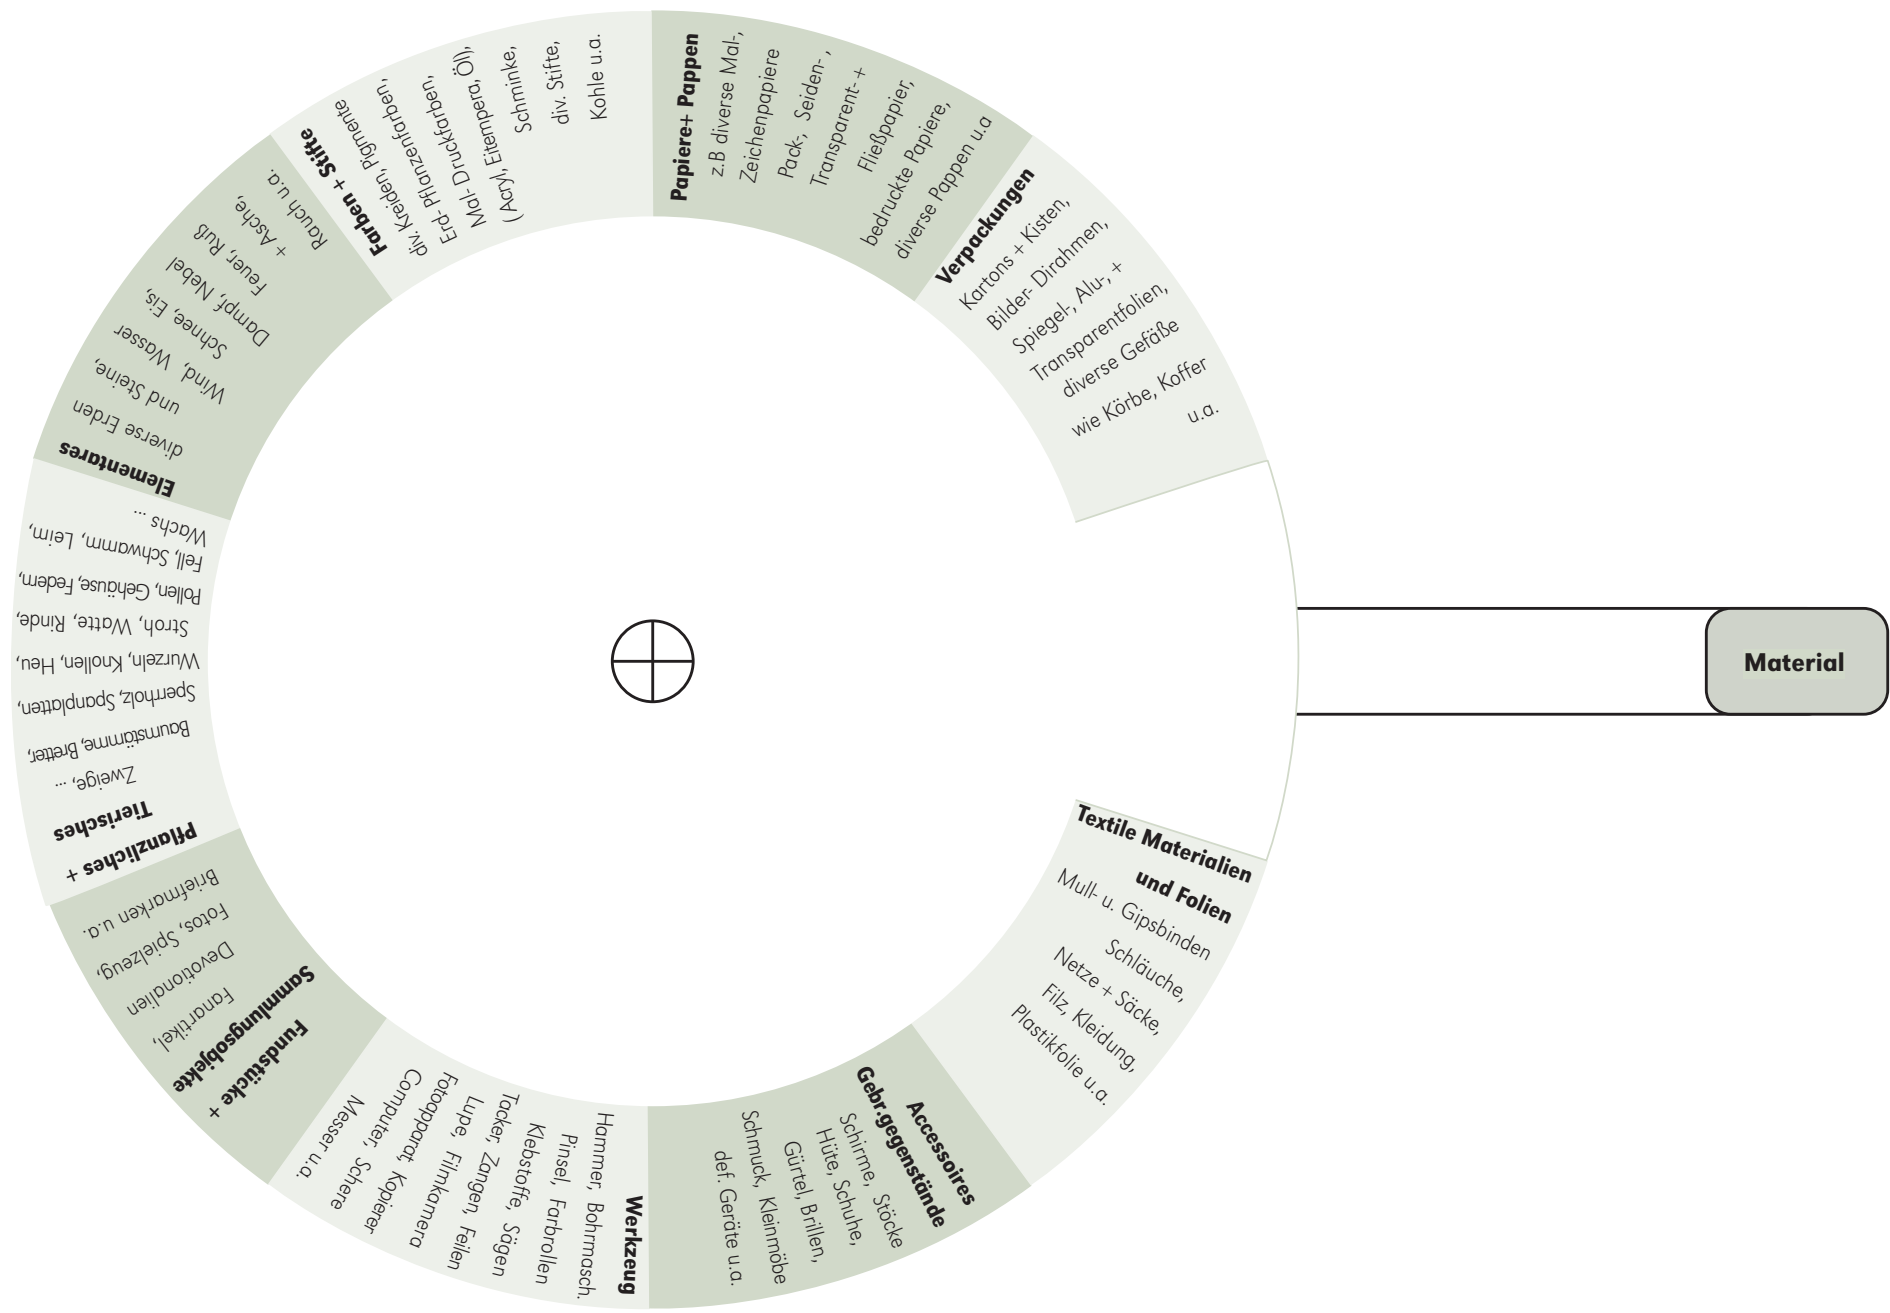 Papiere+ Pappen
z.B diverse Mal-,
Zeichenpapiere
Pack-, Seiden- ,
Transparent- +
Fließpapier,
bedruckte Papiere,
diverse Pappen u.a
Verpackungen
Kartons + Kisten,
Bilder- Dirahmen,
Spiegel-, Alu-, +
Transparentfolien,
diverse Gefäße
wie Körbe, Koffer
u.a.
Material
Textile Materialien
und Folien
Mull- u. Gipsbinden
Schläuche,
Netze + Säcke,
Filz, Kleidung,
Plastikfolie u.a.
Accessoires
Gebr.gegenstände
Schirme, Stöcke
Hüte, Schuhe,
Gürtel, Brillen,
Schmuck, Kleinmöbe
def. Geräte u.a.
Werkzeug
Hammer, Bohrmasch.
Pinsel, Farbrollen
Klebstoffe, Sägen
Tacker, Zangen, Feilen
Lupe, Filmkamera
Fotoapparat, Kopierer
Computer, Schere
Messer u.a.
Fundstücke +
Sammlungsobjekte
Fanartikel,
Devotionalien
Fotos, Spielzeug,
Briefmarken u.a.
Pflanzliches +
Tierisches
Zweige, ...
Baumstämme, Bretter,
Sperrholz, Spanplatten,
Wurzeln, Knollen, Heu,
Stroh, Watte, Rinde,
Pollen, Gehäuse, Federn,
Fell, Schwamm, Leim,
Wachs ...
Elementares
diverse Erden
und Steine,
Wind, Wasser
Schnee, Eis,
Dampf, Nebel
Feuer, Ruß
+ Asche,
Rauch u.a.
Farben + Stifte
div. Kreiden, Pigmente
Erd- Pflanzenfarben,
Mal- Druckfarben,
(Acryl, Eitempera, Öl),
Schminke,
div. Stifte,
Kohle u.a.